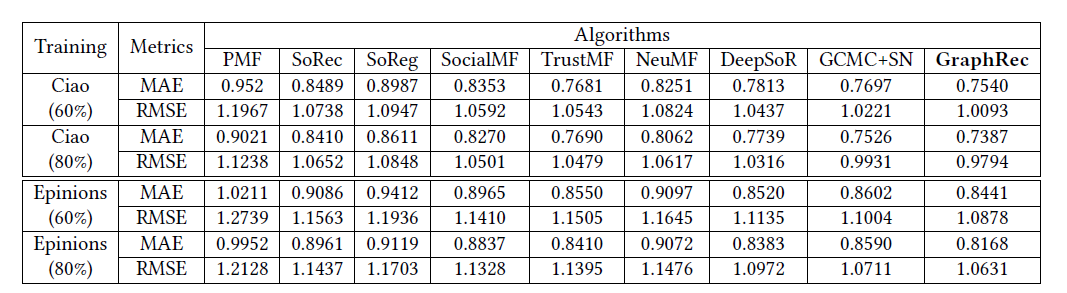 Training Metrics Algorithms
PMF SoRec SoReg SocialMF TrustMF NeuMF DeepSoR GCMC+SN GraphRec
Ciao MAE 0.952 0.8489 0.8987 0.8353 0.7681 0.8251 0.7813 0.7697 0.7540
(60%) RMSE 1.1967 1.0738 1.0947 1.0592 1.0543 1.0824 1.0437 1.0221 1.0093
Ciao MAE 0.9021 0.8410 0.8611 0.8270 0.7690 0.8062 0.7739 0.7526 0.7387
(80%) RMSE 1.1238 1.0652 1.0848 1.0501 1.0479 1.0617 1.0316 0.9931 0.9794
Epinions MAE 1.0211 0.9086 0.9412 0.8965 0.8550 0.9097 0.8520 0.8602 0.8441
(60%) RMSE 1.2739 1.1563 1.1936 1.1410 1.1505 1.1645 1.1135 1.1004 1.0878
Epinions MAE 0.9952 0.8961 0.9119 0.8837 0.8410 0.9072 0.8383 0.8590 0.8168
(80%) RMSE 1.2128 1.1437 1.1703 1.1328 1.1395 1.1476 1.0972 1.0711 1.0631